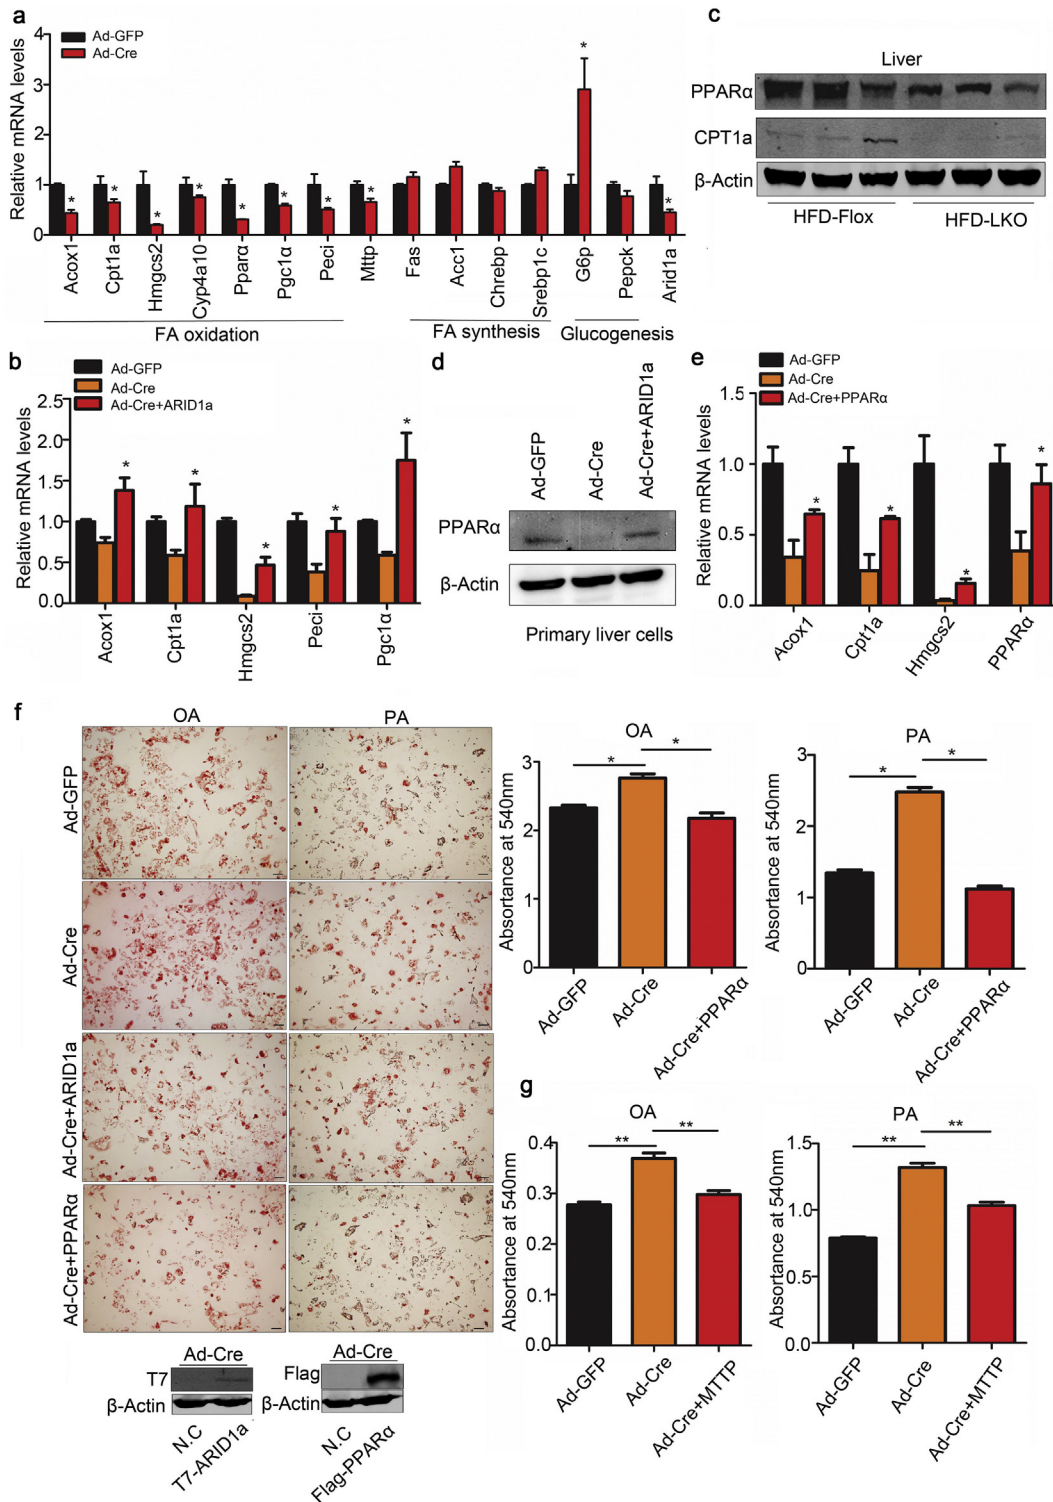 a
Ad-GFP
Ad-Cre
Relative mRNA levels
4
3
2
1
0
Acox1
Cpt1a
Hmgcs2
Cyp4a10
Pparα
Pgc1α
Peci
Mttp
Fas
Acc1
Chrebp
Srebp1c
G6p
Pepck
Arid1a
* * * * * * * * * *
FA oxidation
FA synthesis
Glucogenesis
c
Liver
PPARα
CPT1a
β-Actin
HFD-Flox
HFD-LKO
b
Ad-GFP
Ad-Cre
Ad-Cre+ARID1a
Relative mRNA levels
2.5
2.0
1.5
1.0
0.5
0.0
* * * * *
Acox1
Cpt1a
Hmgcs2
Peci
Pgc1α
d
Ad-GFP
Ad-Cre
Ad-Cre+ARID1a
PPARα
β-Actin
Primary liver cells
e
Ad-GFP
Ad-Cre
Ad-Cre+PPARα
Relative mRNA levels
1.5
1.0
0.5
0.0
* * * *
Acox1
Cpt1a
Hmgcs2
PPARα
f
OA
PA
Ad-GFP
Ad-Cre
Ad-Cre+ARID1a
Ad-Cre+PPARα
Ad-Cre
T7
β-Actin
N.C
T7-ARID1a
Ad-Cre
Flag
β-Actin
N.C
Flag-PPARα
OA
Absortance at 540nm
3
2
1
0
* *
Ad-GFP
Ad-Cre
Ad-Cre+PPARα
PA
Absortance at 540nm
3
2
1
0
* *
Ad-GFP
Ad-Cre
Ad-Cre+PPARα
g
OA
Absortance at 540nm
0.4
0.3
0.2
0.1
0.0
** **
Ad-GFP
Ad-Cre
Ad-Cre+MTTP
PA
Absortance at 540nm
1.5
1.0
0.5
0.0
** **
Ad-GFP
Ad-Cre
Ad-Cre+MTTP